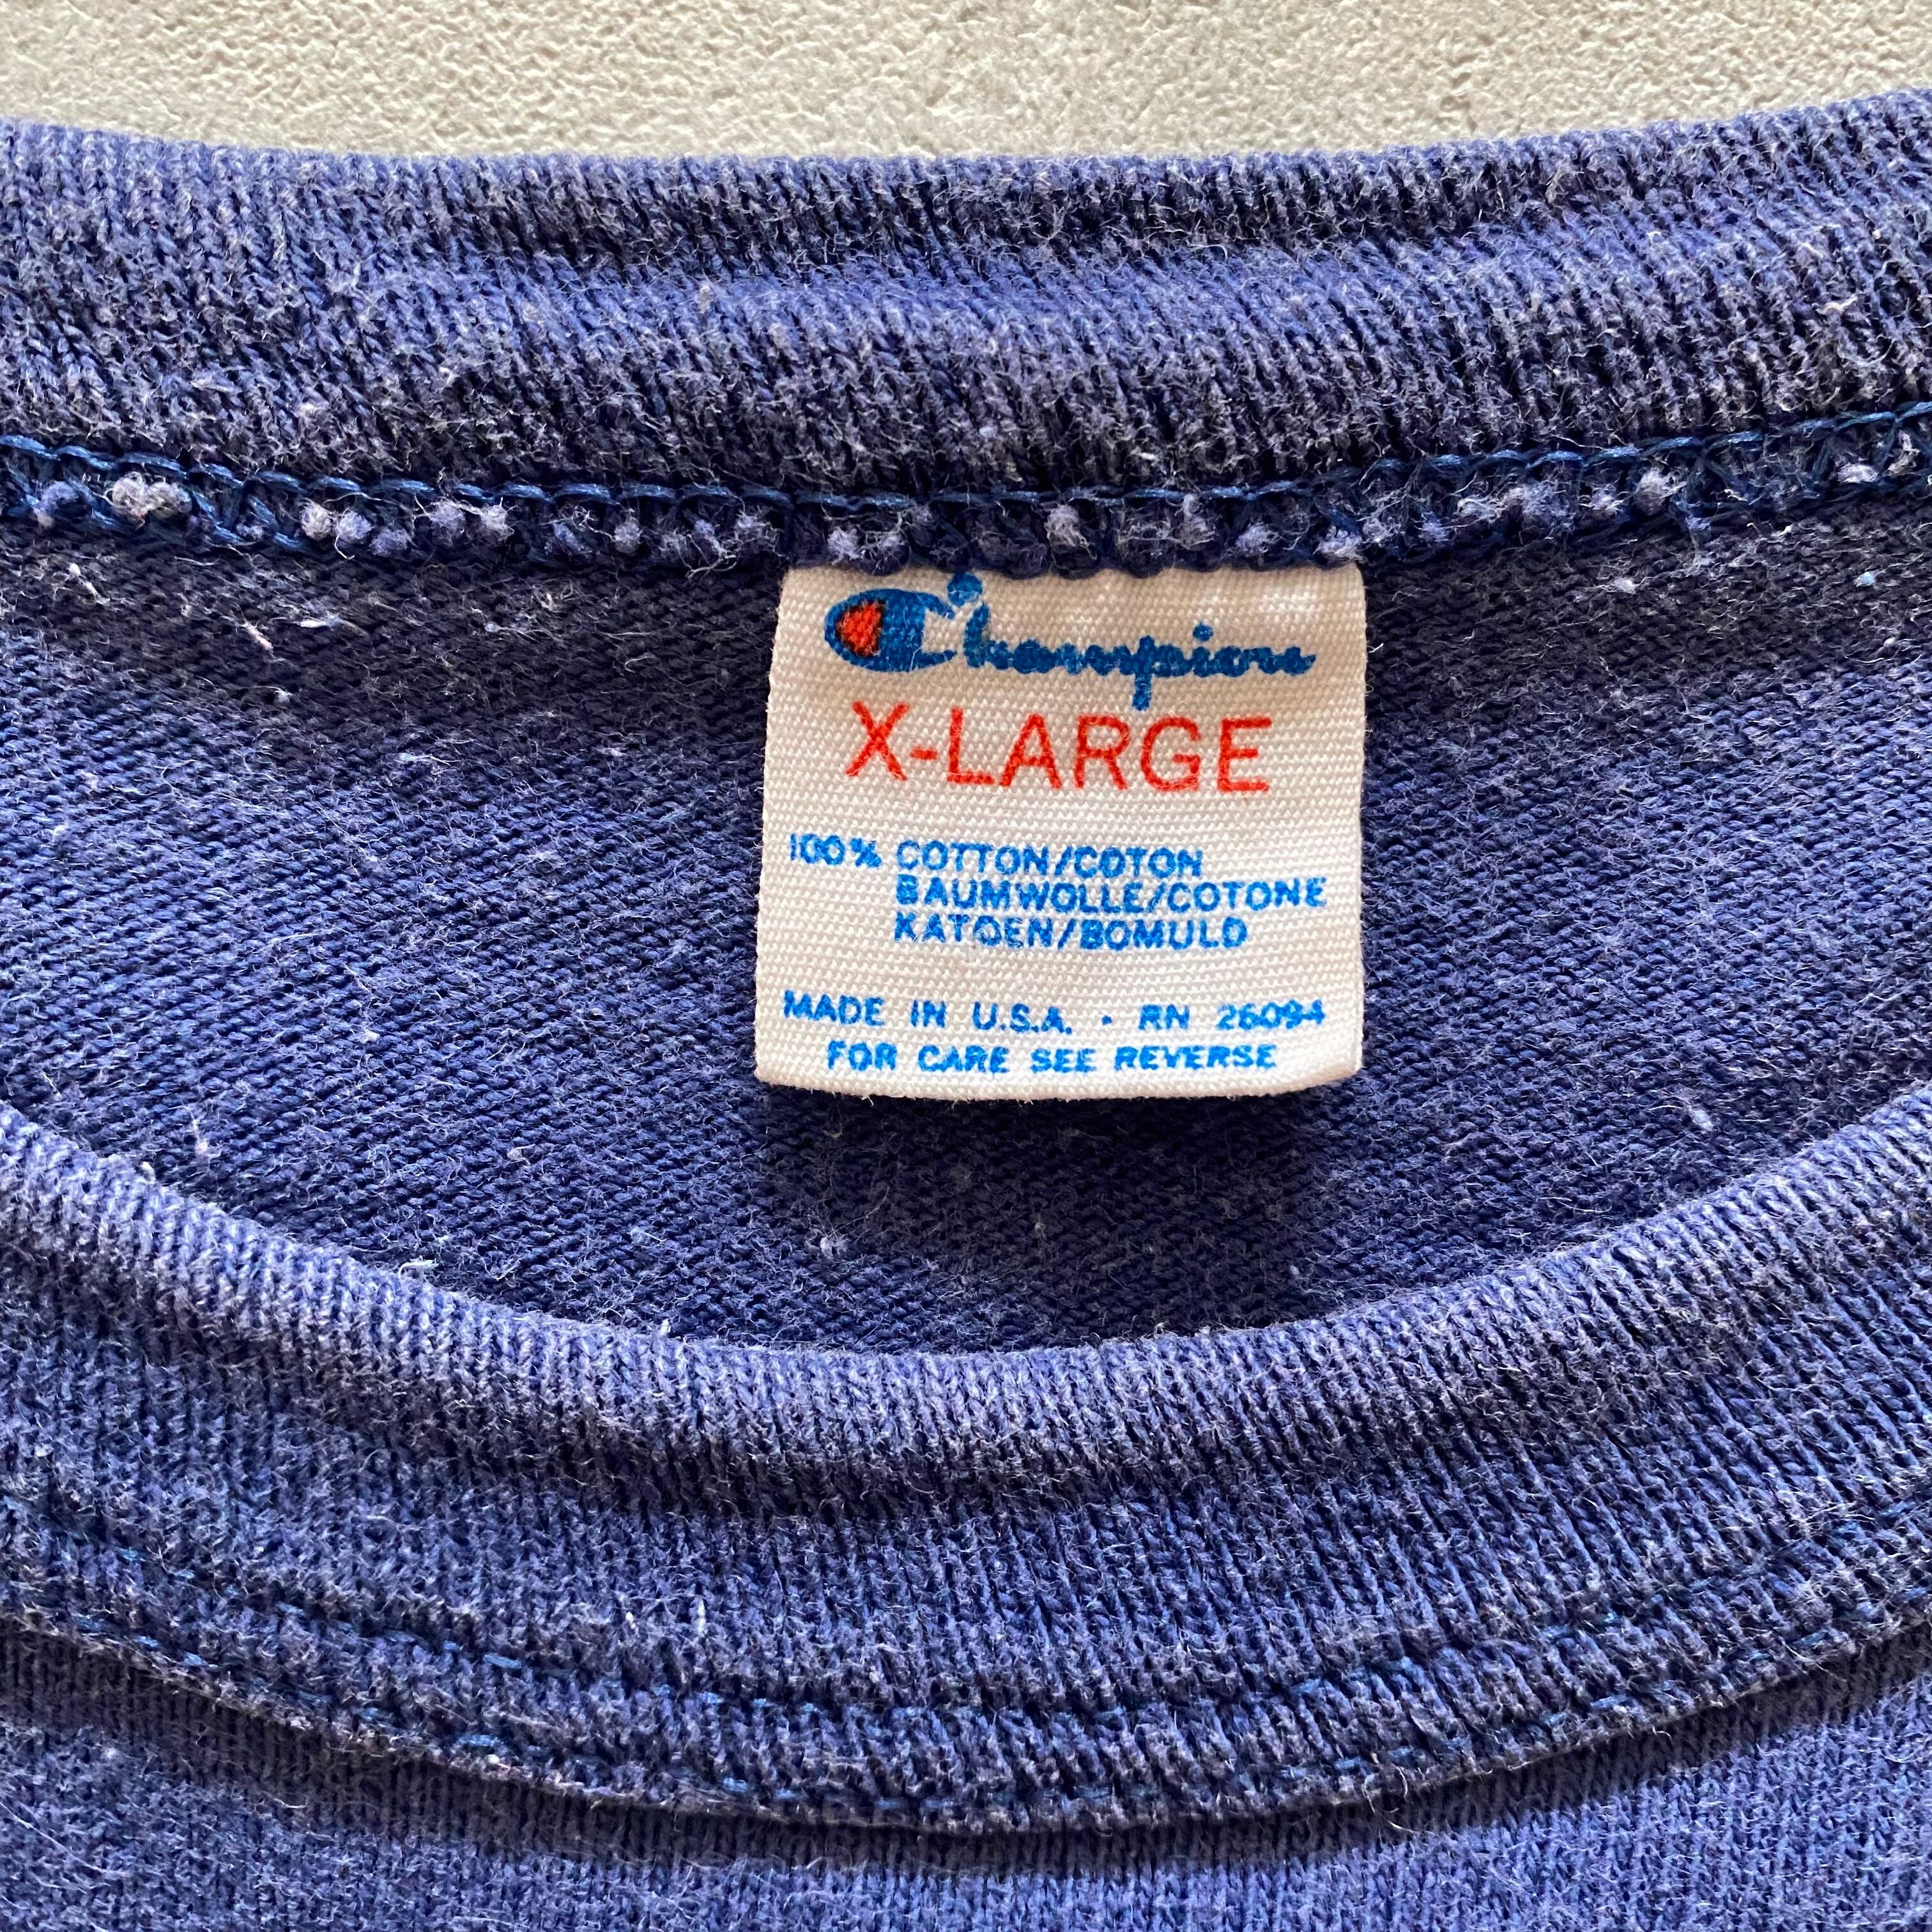 Champion
X-LARGE
100% COTTON/COTON
BAUMWOLLE/COTONE
KATOEN/BOMULD
MADE IN U.S.A. · RN 26094
FOR CARE SEE REVERSE